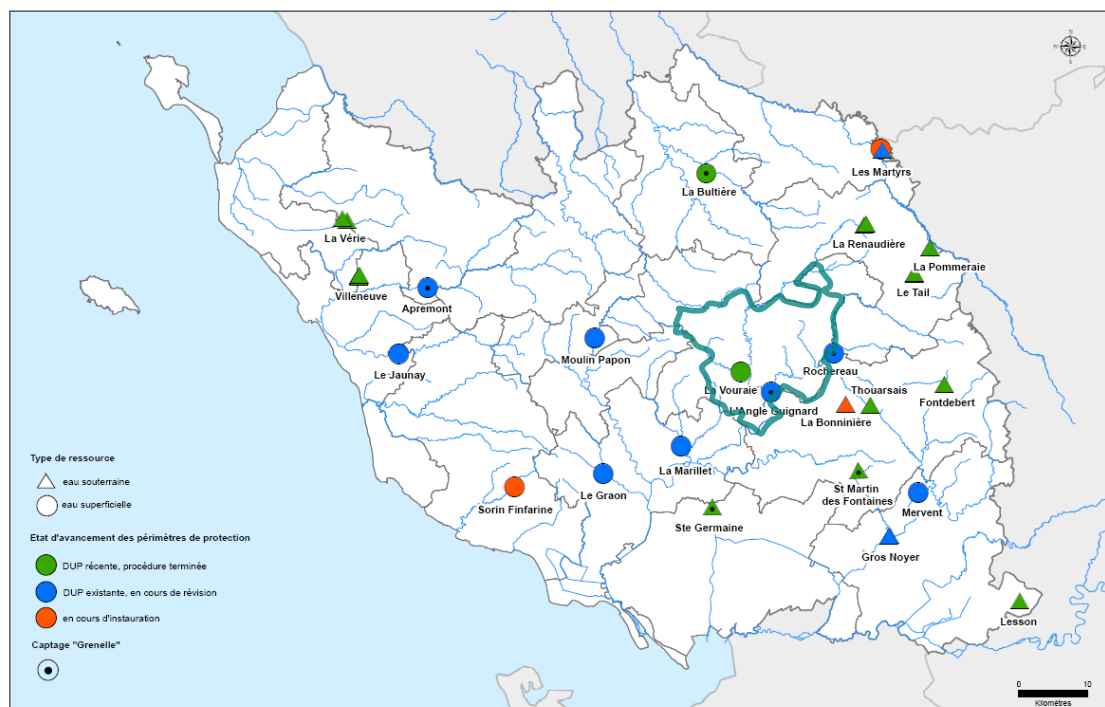 N
W
E
S
Les Martyrs
La Bultière
La Vérie
La Renaudière
La Pommeraie
Le Tail
Villeneuve
Apremont
Moulin Papon
Rochereau
Le Jaunay
La Vouraie
Thouarsais
Fontdebert
L'Angle Guignard
La Bonninière
La Marillet
Type de ressource
eau souterraine
eau superficielle
Le Graon
St Martin
des Fontaines
Sorin Finfarine
Mervent
Ste Germaine
Etat d'avancement des périmètres de protection
Gros Noyer
DUP récente, procédure terminée
DUP existante, en cours de révision
en cours d'instauration
Lesson
Captage "Grenelle"
0 10
Kilomètres